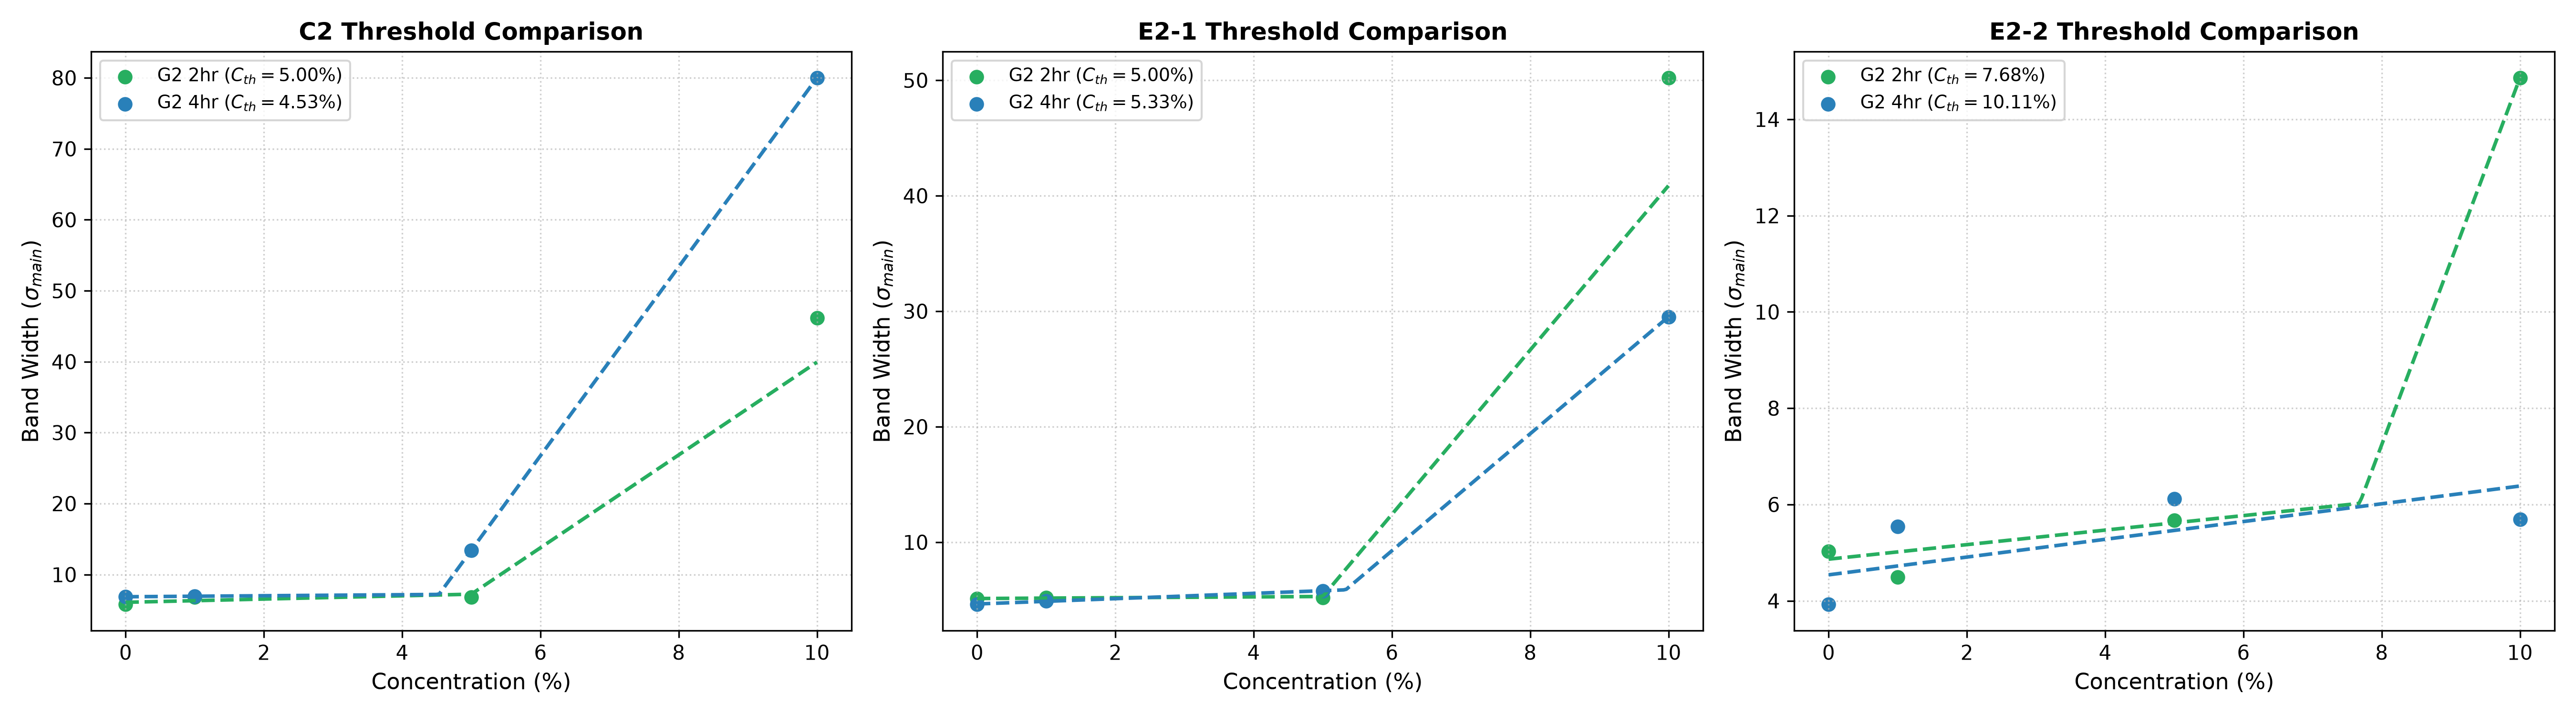 C2 Threshold Comparison
G2 2hr (C_th = 5.00%)
G2 4hr (C_th = 4.53%)
Band Width (σ_main)
80
70
60
50
40
30
20
10
0 2 4 6 8 10
Concentration (%)
E2-1 Threshold Comparison
G2 2hr (C_th = 5.00%)
G2 4hr (C_th = 5.33%)
Band Width (σ_main)
50
40
30
20
10
0 2 4 6 8 10
Concentration (%)
E2-2 Threshold Comparison
G2 2hr (C_th = 7.68%)
G2 4hr (C_th = 10.11%)
Band Width (σ_main)
14
12
10
8
6
4
0 2 4 6 8 10
Concentration (%)